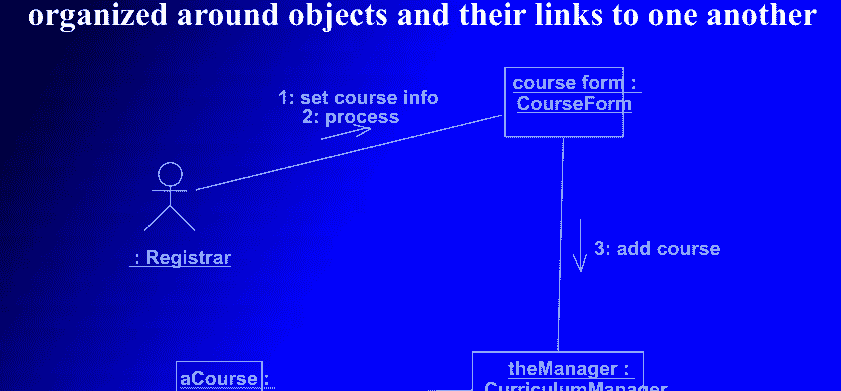 organized around objects and their links to one another
course form :
CourseForm
1: set course info
2: process
: Registrar
3: add course
theManager :
CurriculumManager
aCourse :